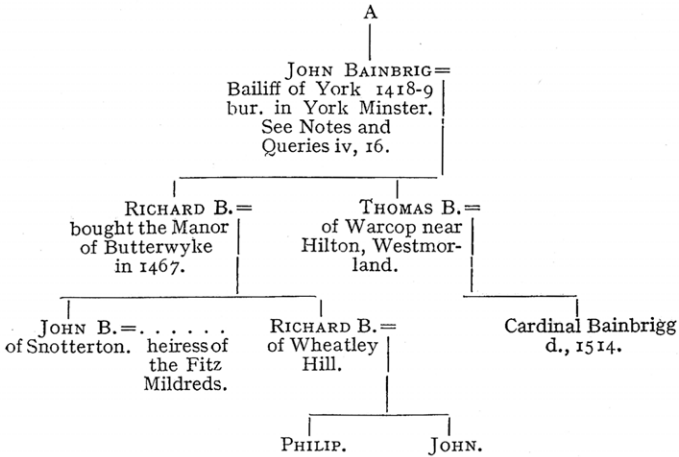 A
JOHN BAINBRIG=
Bailiff of York 1418-9
bur. in York Minster.
See Notes and
Queries iv, 16.
RICHARD B.=
bought the Manor
of Butterwyke
in 1467.
THOMAS B.=
of Warcop near
Hilton, Westmor-
land.
JOHN B.=. . . . . .
of Snotterton. heiress of
the Fitz
Mildreds.
RICHARD B.=
of Wheatley
Hill.
Cardinal Bainbrigg
d., 1514.
PHILIP. JOHN.